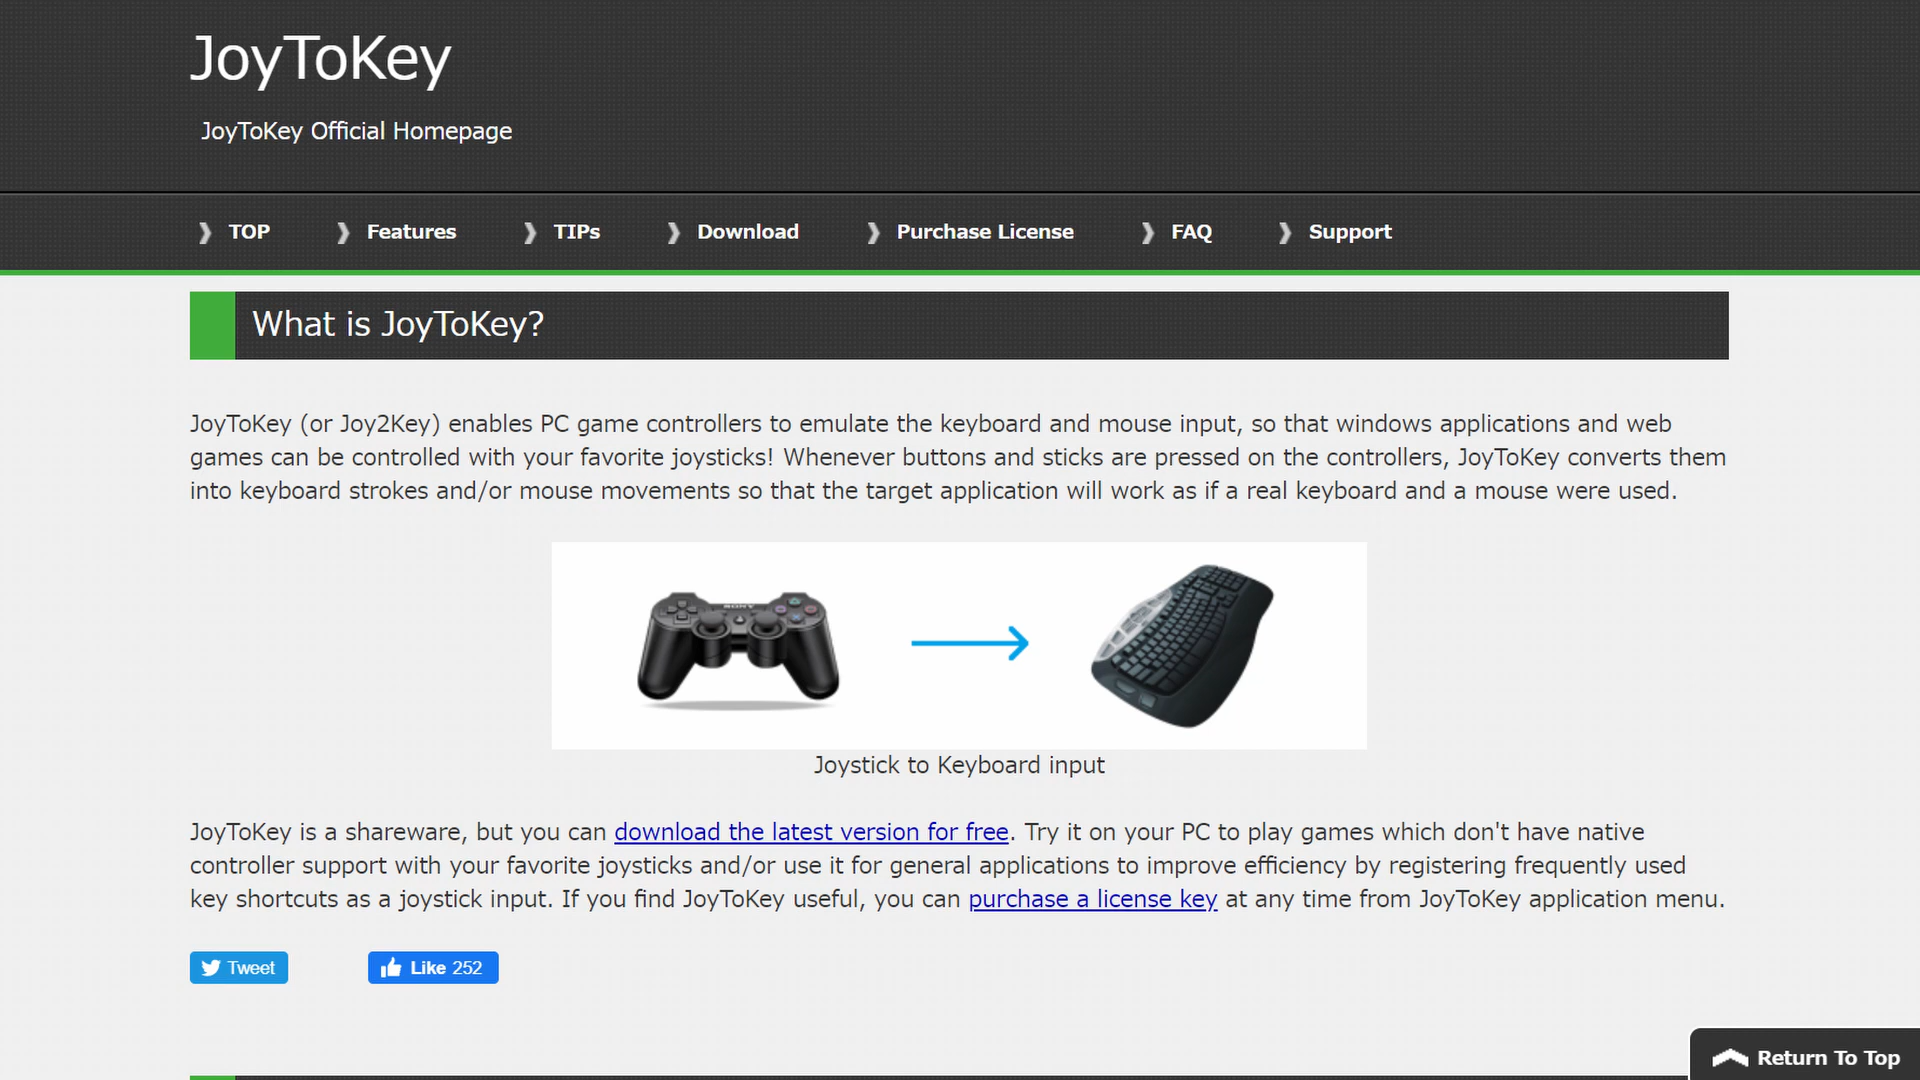 JoyToKey
JoyToKey Official Homepage
TOP
Features
TIPs
Download
Purchase License
FAQ
Support
What is JoyToKey?
JoyToKey (or Joy2Key) enables PC game controllers to emulate the keyboard and mouse input, so that windows applications and web
games can be controlled with your favorite joysticks! Whenever buttons and sticks are pressed on the controllers, JoyToKey converts them
into keyboard strokes and/or mouse movements so that the target application will work as if a real keyboard and a mouse were used.
SONY
Joystick to Keyboard input
JoyToKey is a shareware, but you can download the latest version for free. Try it on your PC to play games which don't have native
controller support with your favorite joysticks and/or use it for general applications to improve efficiency by registering frequently used
key shortcuts as a joystick input. If you find JoyToKey useful, you can purchase a license key at any time from JoyToKey application menu.
Tweet
Like 252
Return To Top